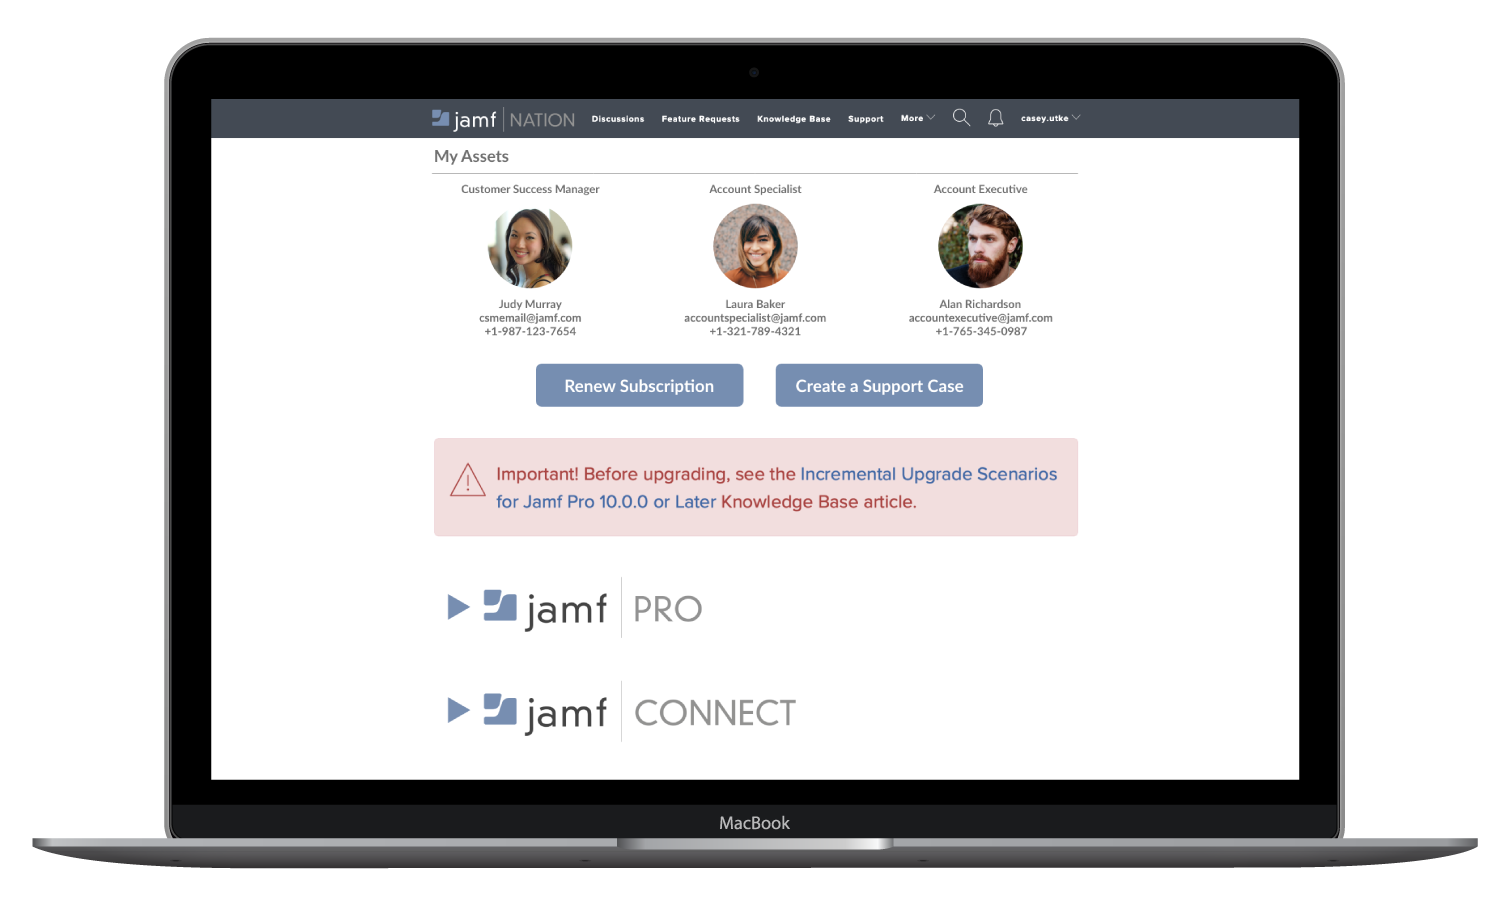 jamf | NATION Discussions Feature Requests Knowledge Base Support More casey.utke
My Assets
Customer Success Manager Account Specialist Account Executive
Judy Murray Laura Baker Alan Richardson
csmemail@jamf.com accountspecialist@jamf.com accountexecutive@jamf.com
+1-987-123-7654 +1-321-789-4321 +1-765-345-0987
Renew Subscription Create a Support Case
Important! Before upgrading, see the Incremental Upgrade Scenarios
for Jamf Pro 10.0.0 or Later Knowledge Base article.
jamf | PRO
jamf | CONNECT
MacBook